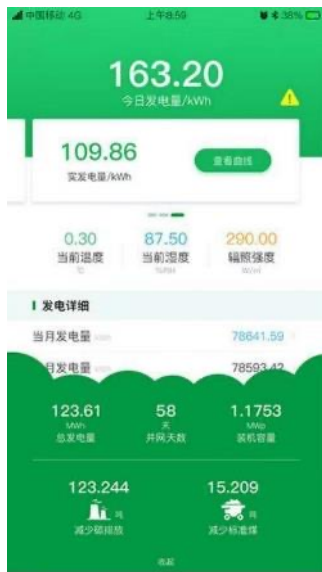 中国移动 4G 上午8:59 38%
163.20
今日发电量/kWh
109.86
实发电量/kWh
查看曲线
0.30 87.50 290.00
当前温度 当前湿度 辐照强度
℃ %RH W/㎡
发电详细
当月发电量 kWh 78641.59
月发电量 78593.42
123.61 58 1.1753
MWh 天 MWp
总发电量 并网天数 装机容量
123.244 15.209
吨 吨
减少碳排放 减少标准煤
收起